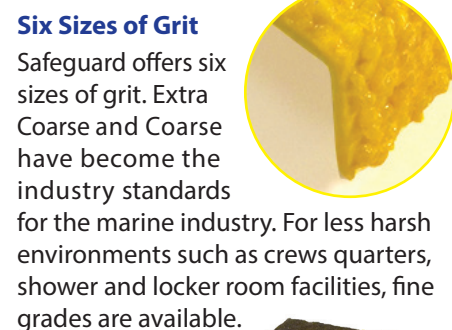 Six Sizes of Grit
Safeguard offers six
sizes of grit. Extra
Coarse and Coarse
have become the
industry standards
for the marine industry. For less harsh
environments such as crews quarters,
shower and locker room facilities, fine
grades are available.